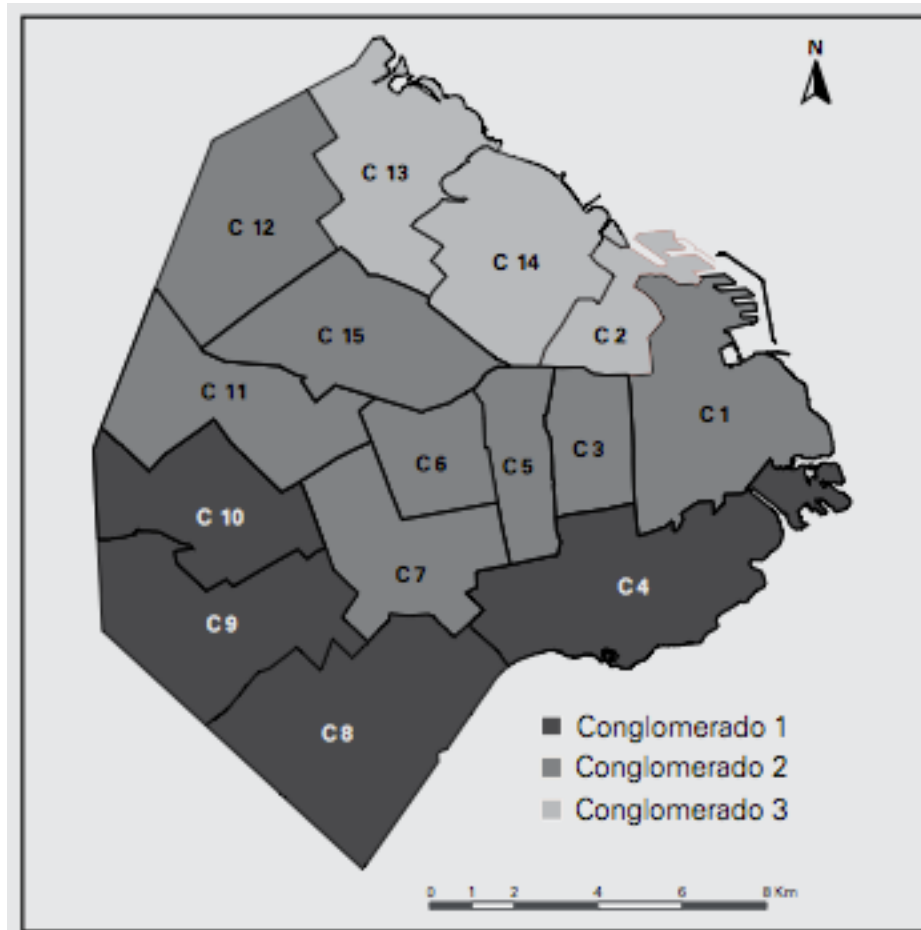 N
C 13
C 12
C 14
C 2
C 15
C 11
C 1
C 6
C 5
C 3
C 10
C 7
C 4
C 9
C 8
Conglomerado 1
Conglomerado 2
Conglomerado 3
0 1 2 4 6 8 Km